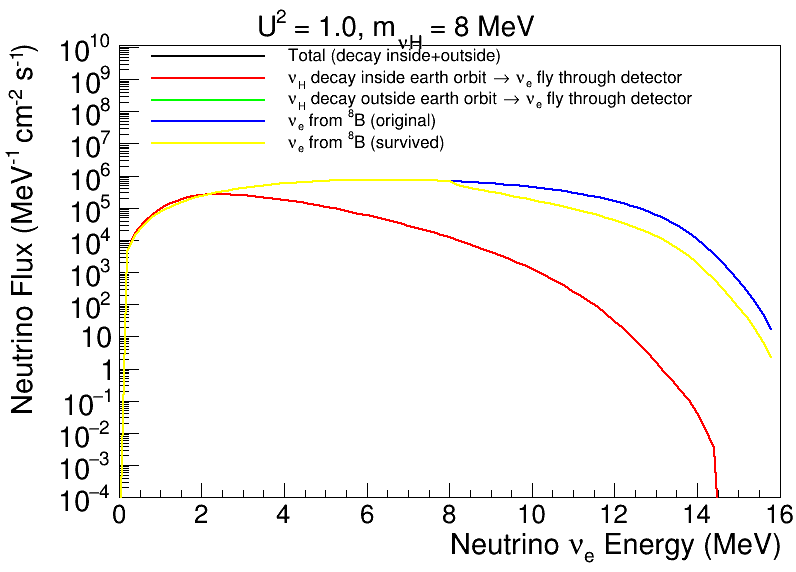 U² = 1.0, m_νH = 8 MeV
Total (decay inside+outside)
ν_H decay inside earth orbit → ν_e fly through detector
ν_H decay outside earth orbit → ν_e fly through detector
ν_e from ⁸B (original)
ν_e from ⁸B (survived)
Neutrino Flux (MeV⁻¹ cm⁻² s⁻¹)
10¹⁰
10⁹
10⁸
10⁷
10⁶
10⁵
10⁴
10³
10²
10
1
10⁻¹
10⁻²
10⁻³
10⁻⁴
0 2 4 6 8 10 12 14 16
Neutrino ν_e Energy (MeV)